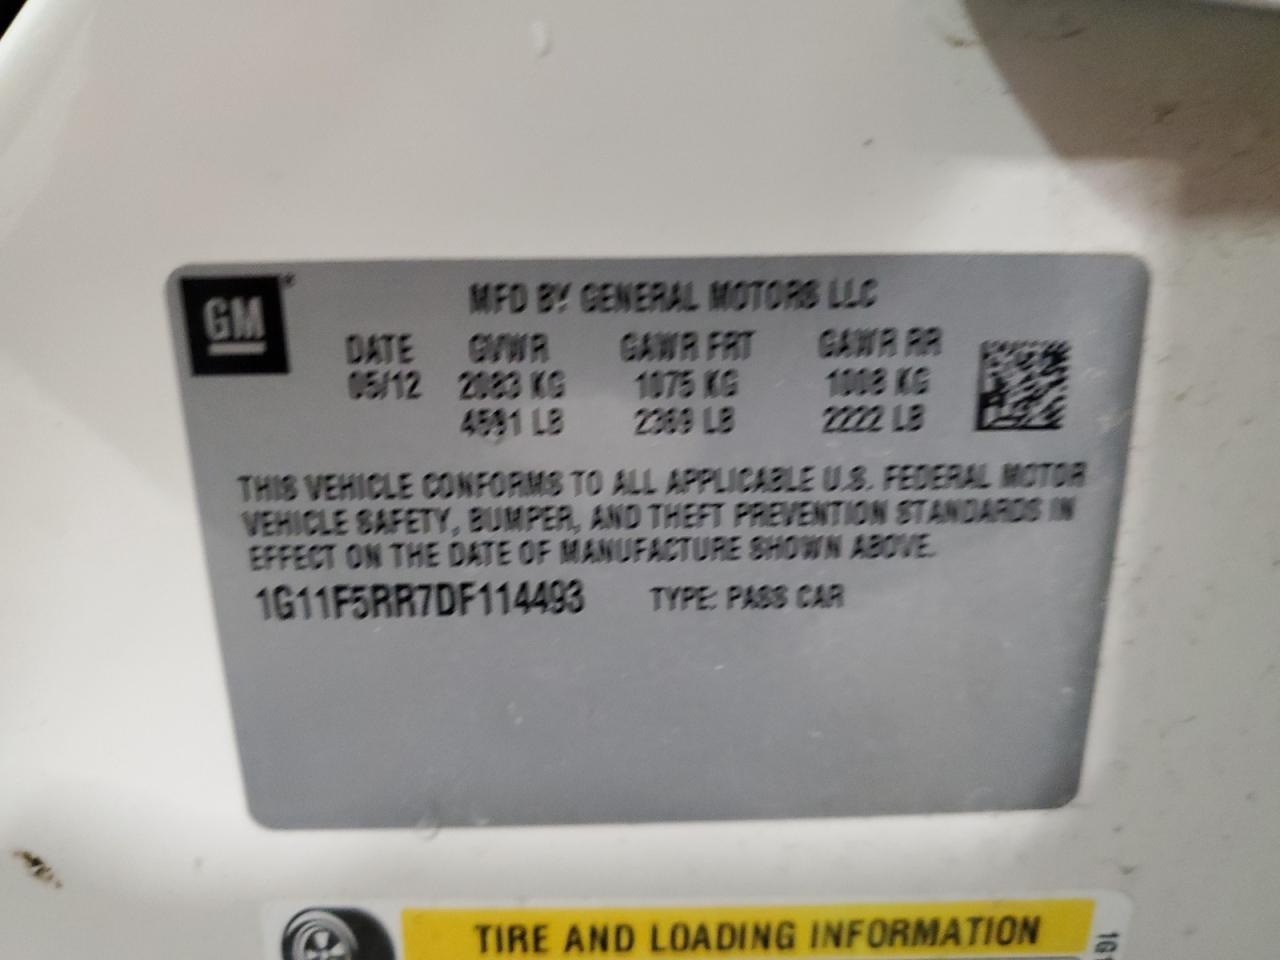 GM®
MFD BY GENERAL MOTORS LLC
DATE GVWR GAWR FRT GAWR RR
05/12 2083 KG 1075 KG 1008 KG
4591 LB 2369 LB 2222 LB
THIS VEHICLE CONFORMS TO ALL APPLICABLE U.S. FEDERAL MOTOR
VEHICLE SAFETY, BUMPER, AND THEFT PREVENTION STANDARDS IN
EFFECT ON THE DATE OF MANUFACTURE SHOWN ABOVE.
1G11F5RR7DF114493 TYPE: PASS CAR
TIRE AND LOADING INFORMATION